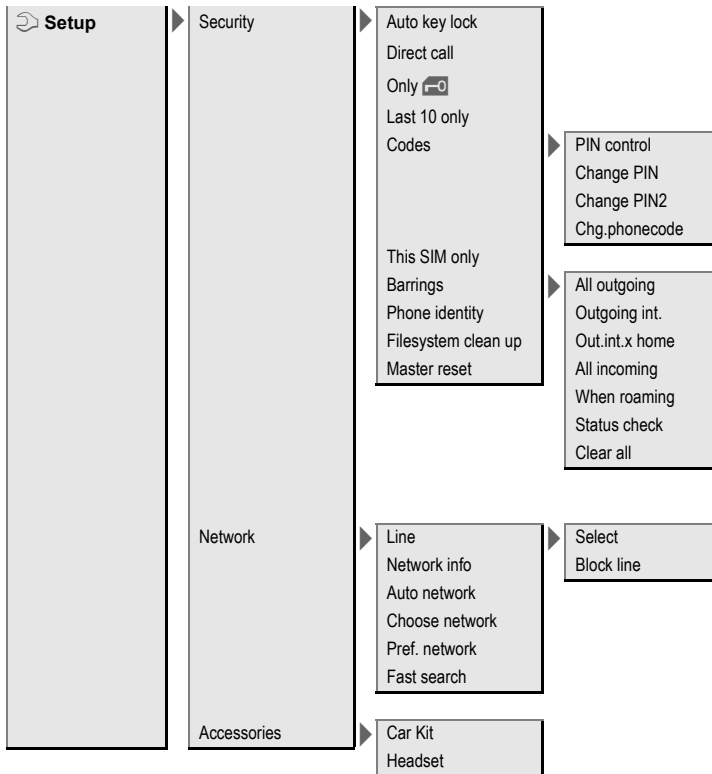 Setup
Security
Auto key lock
Direct call
Only
Last 10 only
Codes
PIN control
Change PIN
Change PIN2
Chg.phonecode
This SIM only
Barrings
All outgoing
Phone identity
Outgoing int.
Filesystem clean up
Out.int.x home
Master reset
All incoming
When roaming
Status check
Clear all
Network
Line
Select
Network info
Block line
Auto network
Choose network
Pref. network
Fast search
Accessories
Car Kit
Headset